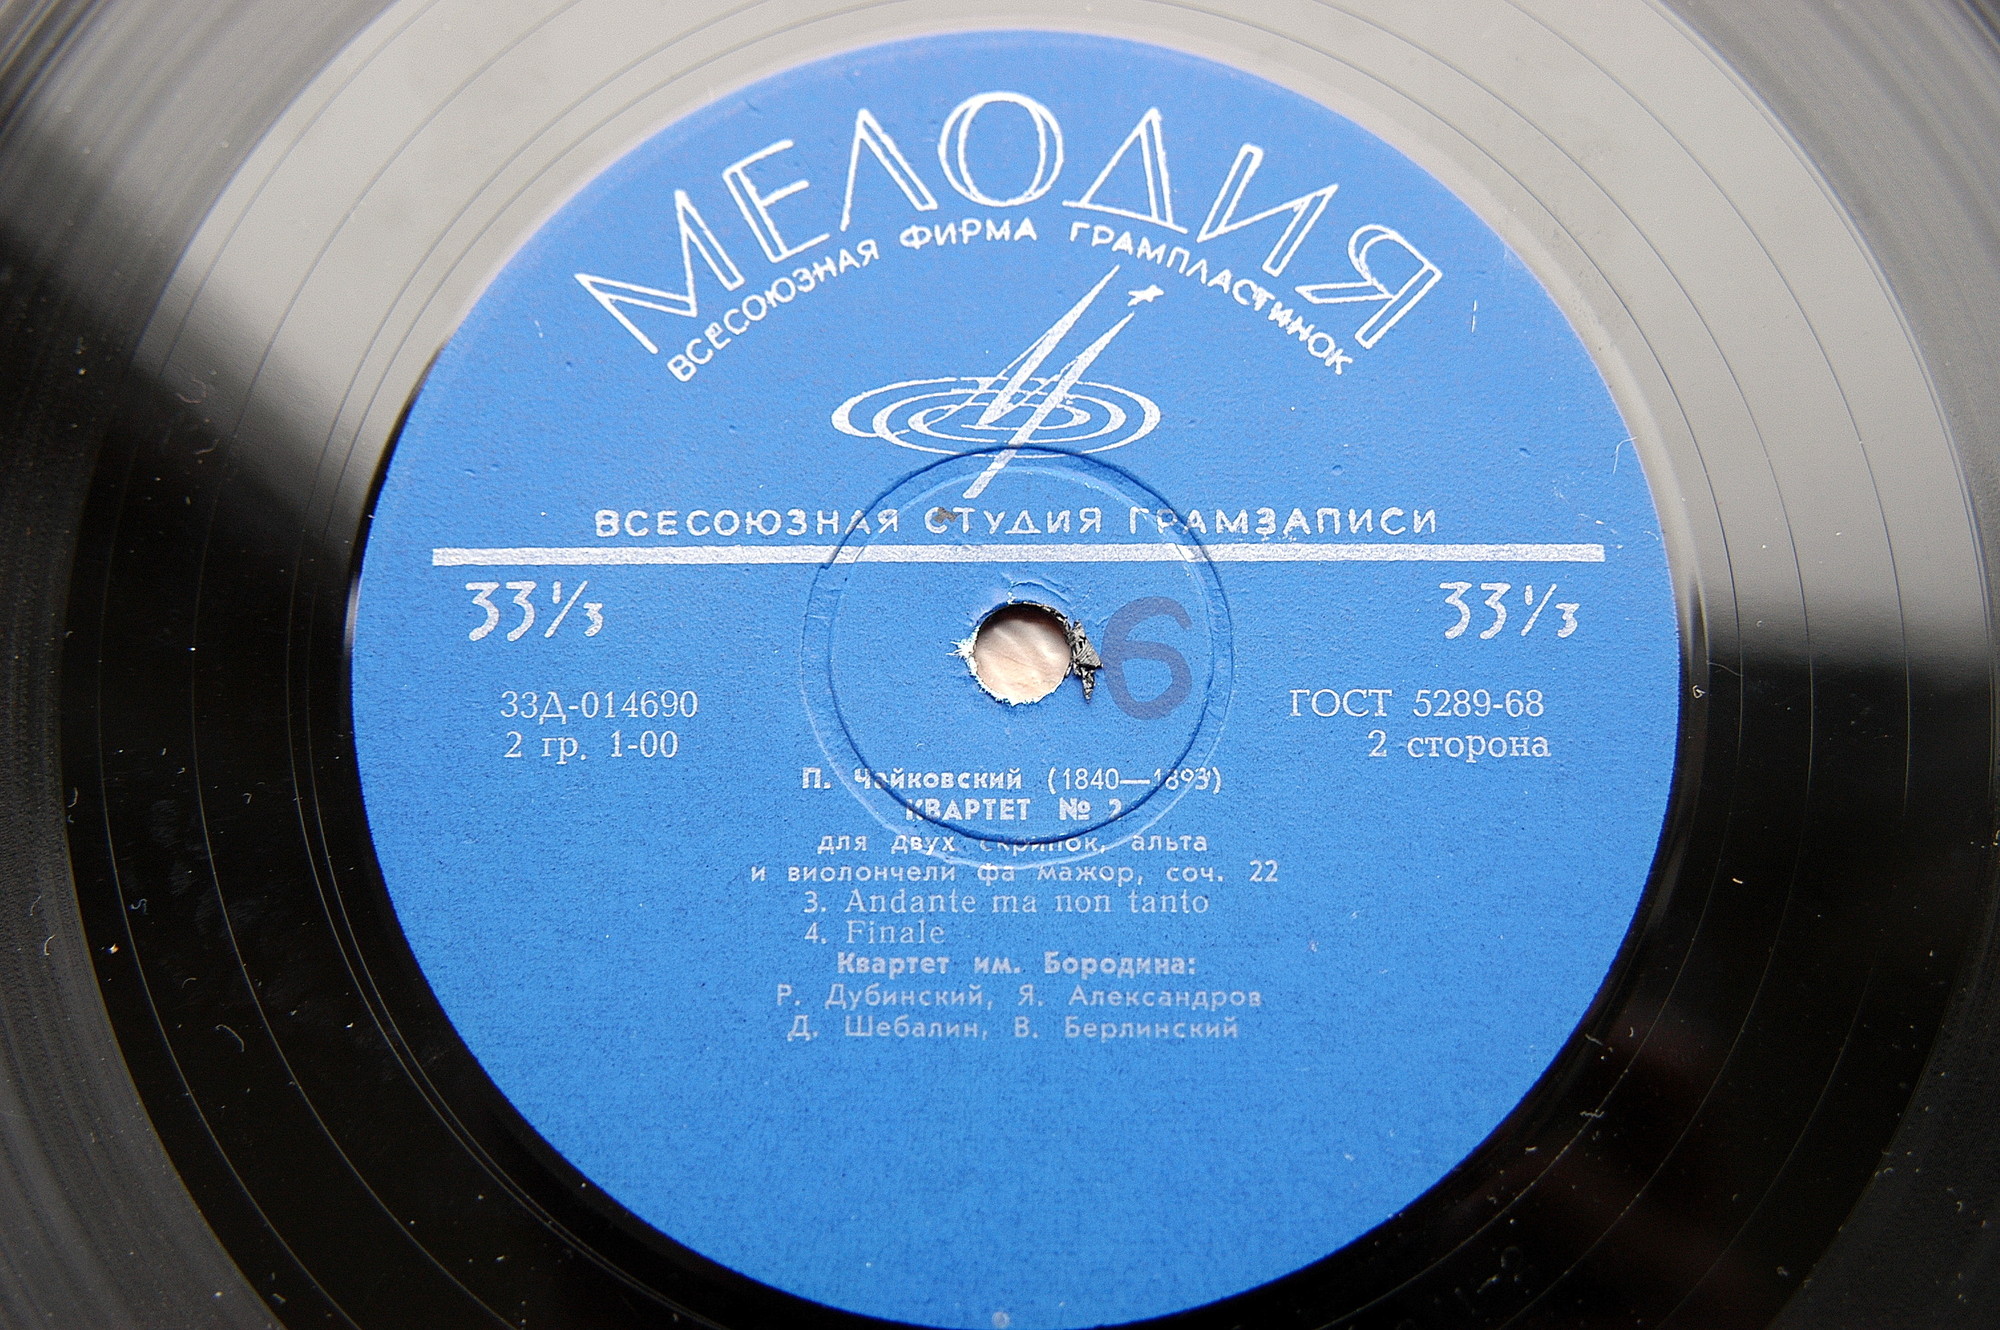 МЕЛОДИЯ
ВСЕСОЮЗНАЯ ФИРМА ГРАМПЛАСТИНОК
ВСЕСОЮЗНАЯ СТУДИЯ ГРАМЗАПИСИ
33⅓ 33⅓
33Д-014690 ГОСТ 5289-68
2 гр. 1-00 2 сторона
6
П. Чайковский (1840—1893)
КВАРТЕТ № 2
для двух скрипок, альта
и виолончели фа мажор, соч. 22
3. Andante ma non tanto
4. Finale
Квартет им. Бородина:
Р. Дубинский, Я. Александров
Д. Шебалин, В. Берлинский